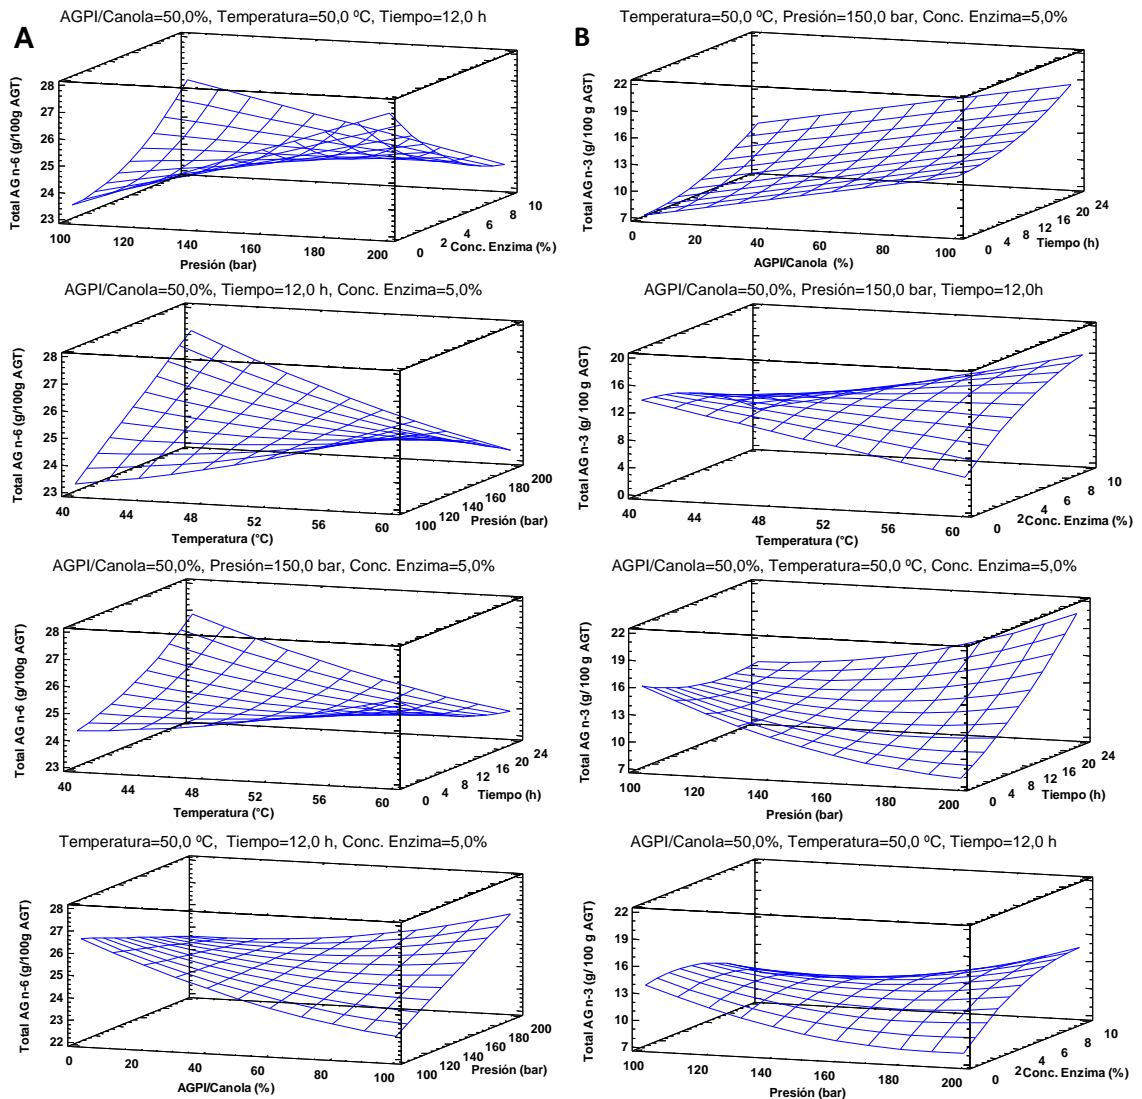 AGPI/Canola=50,0%, Temperatura=50,0 ºC, Tiempo=12,0 h
A
Total AG n-6 (g/100g AGT)
28
27
26
25
24
23
100 120 140 160 180 200
Presión (bar)
0 2 4 6 8 10
Conc. Enzima (%)
Temperatura=50,0 ºC, Presión=150,0 bar, Conc. Enzima=5,0%
B
Total AG n-3 (g/ 100 g AGT)
22
19
16
13
10
7
0 20 40 60 80 100
AGPI/Canola (%)
0 4 8 12 16 20 24
Tiempo (h)
AGPI/Canola=50,0%, Tiempo=12,0 h, Conc. Enzima=5,0%
Total AG n-6 (g/100g AGT)
28
27
26
25
24
23
40 44 48 52 56 60
Temperatura (°C)
100 120 140 160 180 200
Presión (bar)
AGPI/Canola=50,0%, Presión=150,0 bar, Tiempo=12,0h
Total AG n-3 (g/ 100 g AGT)
20
16
12
8
4
0
40 44 48 52 56 60
Temperatura (°C)
0 2 4 6 8 10
Conc. Enzima (%)
AGPI/Canola=50,0%, Presión=150,0 bar, Conc. Enzima=5,0%
Total AG n-6 (g/100g AGT)
28
27
26
25
24
23
40 44 48 52 56 60
Temperatura (°C)
0 4 8 12 16 20 24
Tiempo (h)
AGPI/Canola=50,0%, Temperatura=50,0 ºC, Conc. Enzima=5,0%
Total AG n-3 (g/ 100 g AGT)
22
19
16
13
10
7
100 120 140 160 180 200
Presión (bar)
0 4 8 12 16 20 24
Tiempo (h)
Temperatura=50,0 ºC, Tiempo=12,0 h, Conc. Enzima=5,0%
Total AG n-6 (g/100g AGT)
28
27
26
25
24
23
22
0 20 40 60 80 100
AGPI/Canola (%)
100 120 140 160 180 200
Presión (bar)
AGPI/Canola=50,0%, Temperatura=50,0 ºC, Tiempo=12,0 h
Total AG n-3 (g/ 100 g AGT)
22
19
16
13
10
7
100 120 140 160 180 200
Presión (bar)
0 2 4 6 8 10
Conc. Enzima (%)